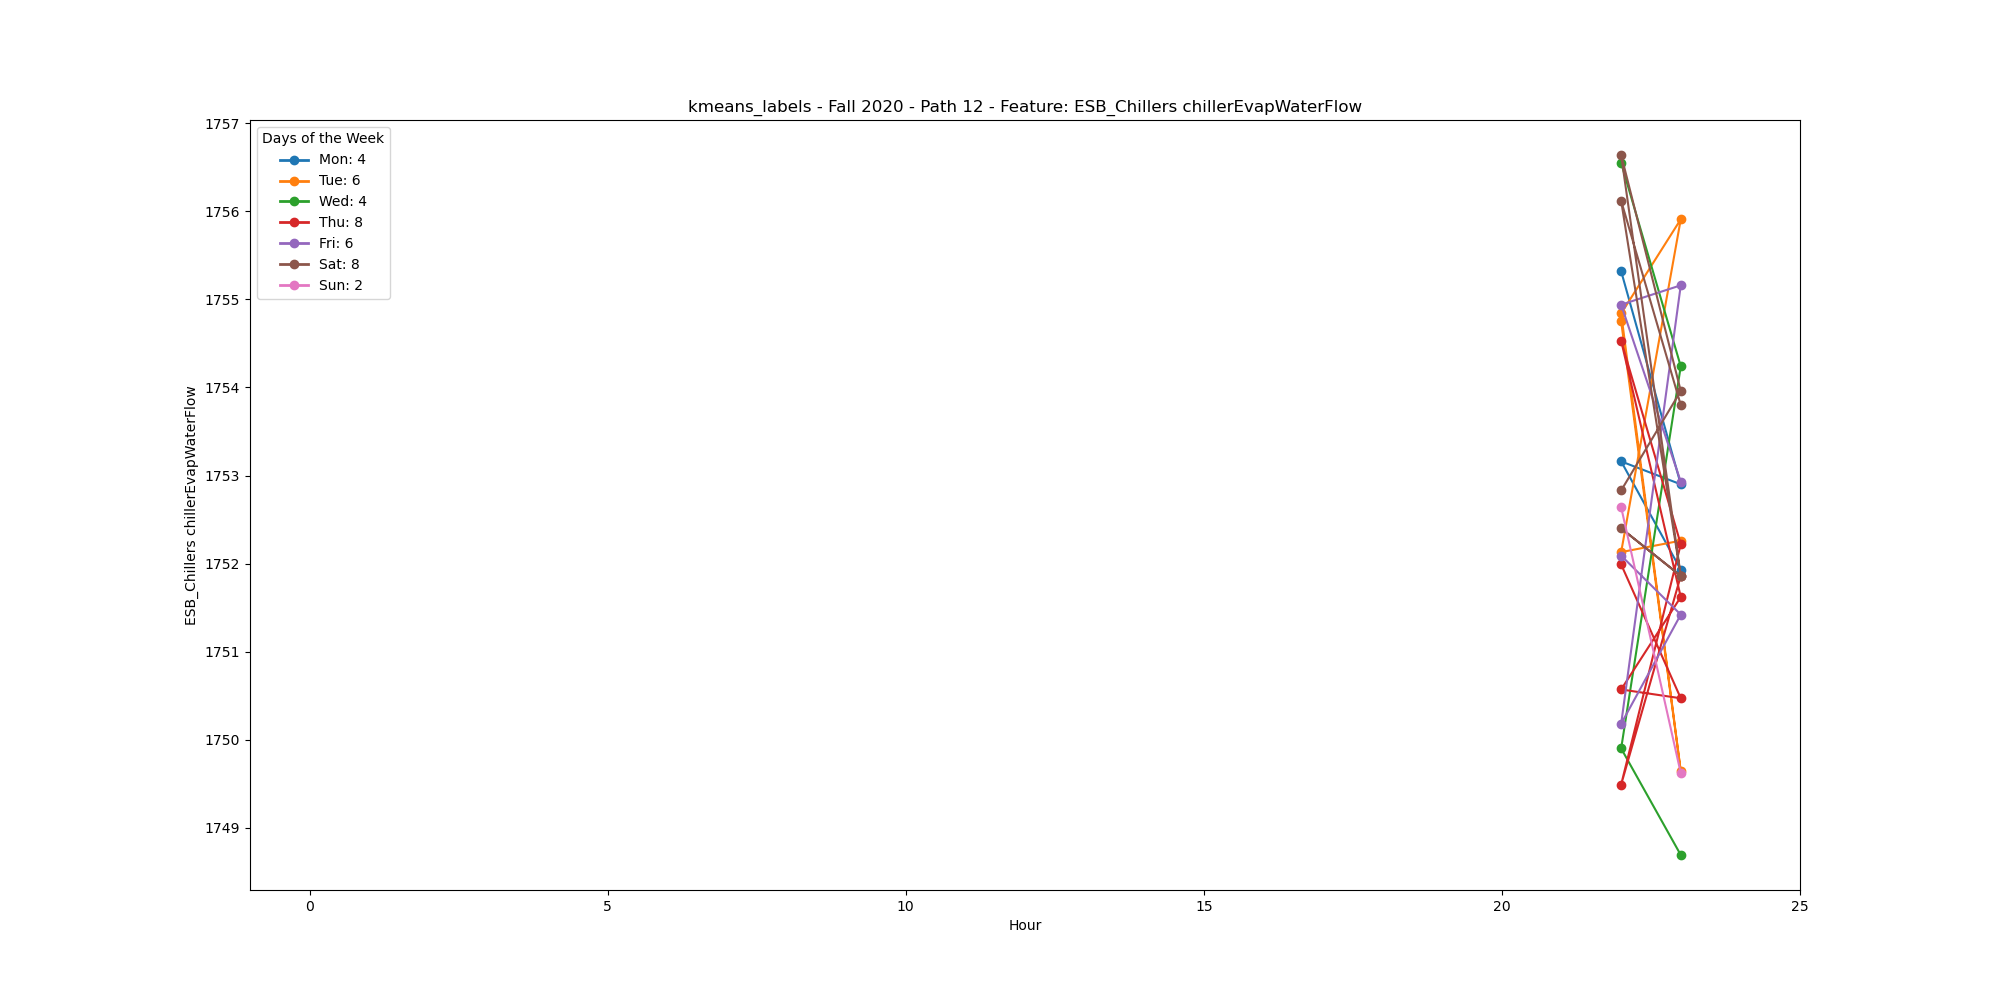 kmeans_labels - Fall 2020 - Path 12 - Feature: ESB_Chillers chillerEvapWaterFlow
Days of the Week
Mon: 4
Tue: 6
Wed: 4
Thu: 8
Fri: 6
Sat: 8
Sun: 2
1757
1756
1755
1754
1753
1752
1751
1750
1749
ESB_Chillers chillerEvapWaterFlow
0
5
10
15
20
25
Hour